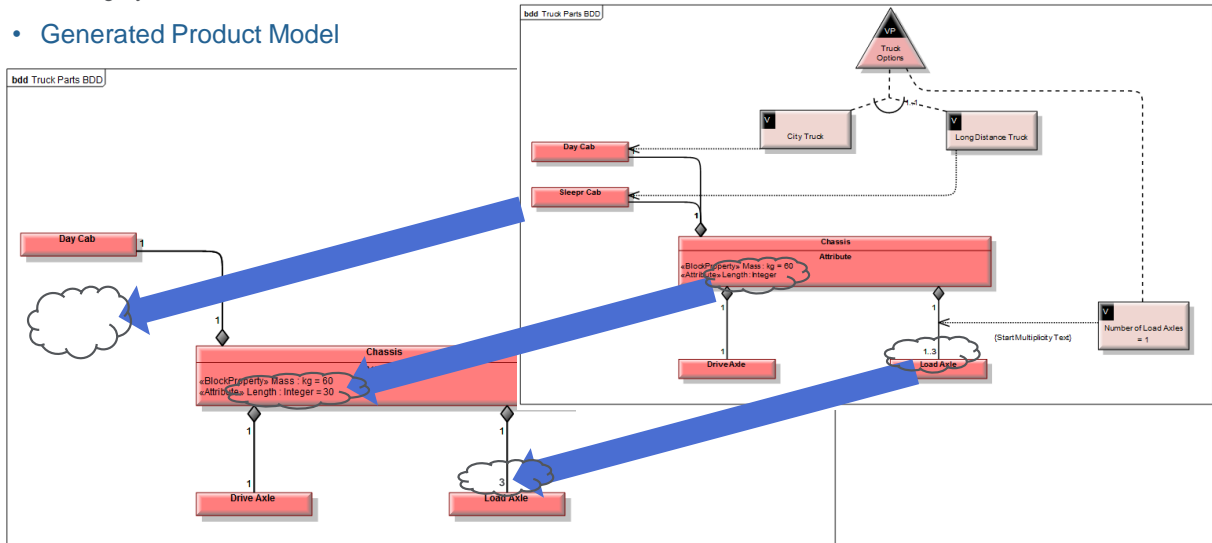 • Generated Product Model
bdd Truck Parts BDD
Day Cab
1
1
Chassis
«BlockProperty» Mass : kg = 60
«Attribute» Length : Integer = 30
1
1
1
3
Drive Axle
Load Axle
bdd Truck Parts BDD
VP
Truck
Options
1..1
V
City Truck
V
Long Distance Truck
Day Cab
Sleepr Cab
1
Chassis
Attribute
«BlockProperty» Mass : kg = 60
«Attribute» Length : Integer
1
1
V
Number of Load Axles
= 1
{Start Multiplicity Text}
1
1..3
Drive Axle
Load Axle